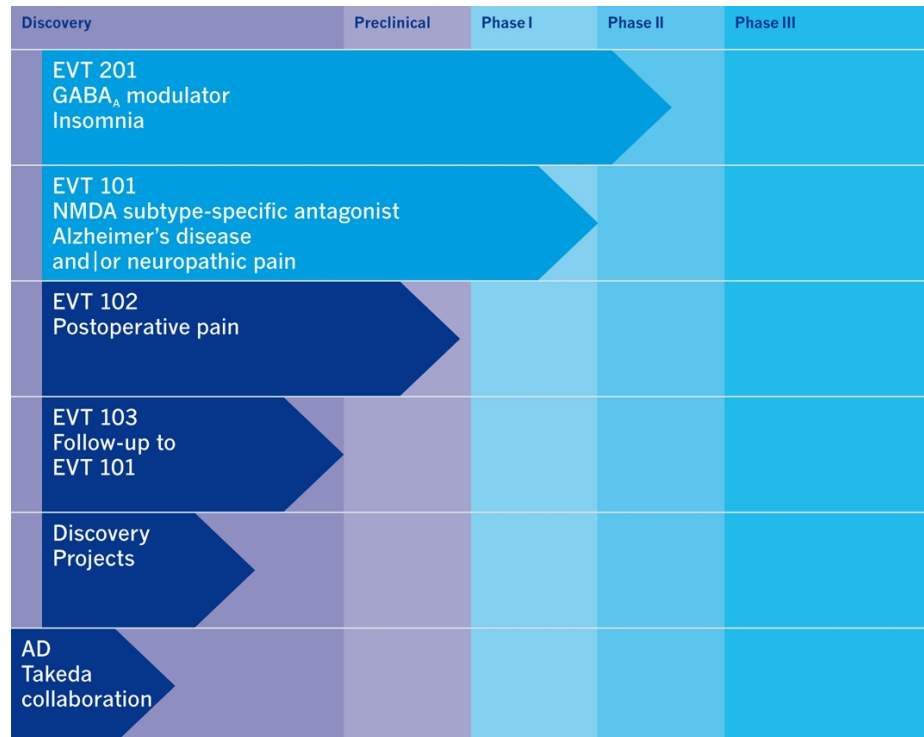 Discovery
Preclinical
Phase I
Phase II
Phase III
EVT 201
GABAA modulator
Insomnia
EVT 101
NMDA subtype-specific antagonist
Alzheimer’s disease
and|or neuropathic pain
EVT 102
Postoperative pain
EVT 103
Follow-up to
EVT 101
Discovery
Projects
AD
Takeda
collaboration